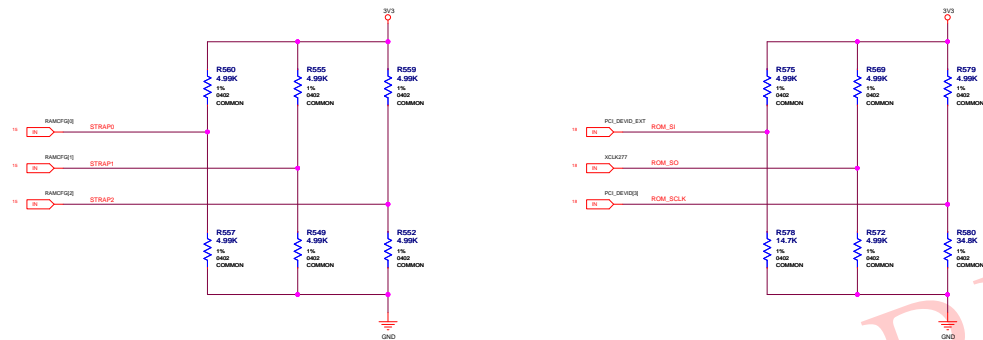 3V3
3V3
R560
4.99K
1%
0402
COMMON
R555
4.99K
1%
0402
COMMON
R559
4.99K
1%
0402
COMMON
R575
4.99K
1%
0402
COMMON
R569
4.99K
1%
0402
COMMON
R579
4.99K
1%
0402
COMMON
RAMCFG[0]
IN
STRAP0
RAMCFG[1]
15
IN
STRAP1
RAMCFG[2]
15
IN
STRAP2
PCI_DEVID_EXT
IN
ROM_SI
XCLK277
IN
ROM_SO
PCI_DEVID[3]
IN
ROM_SCLK
R557
4.99K
1%
0402
COMMON
R549
4.99K
1%
0402
COMMON
R552
4.99K
1%
0402
COMMON
R578
14.7K
1%
0402
COMMON
R572
4.99K
1%
0402
COMMON
R580
34.8K
1%
0402
COMMON
GND
GND